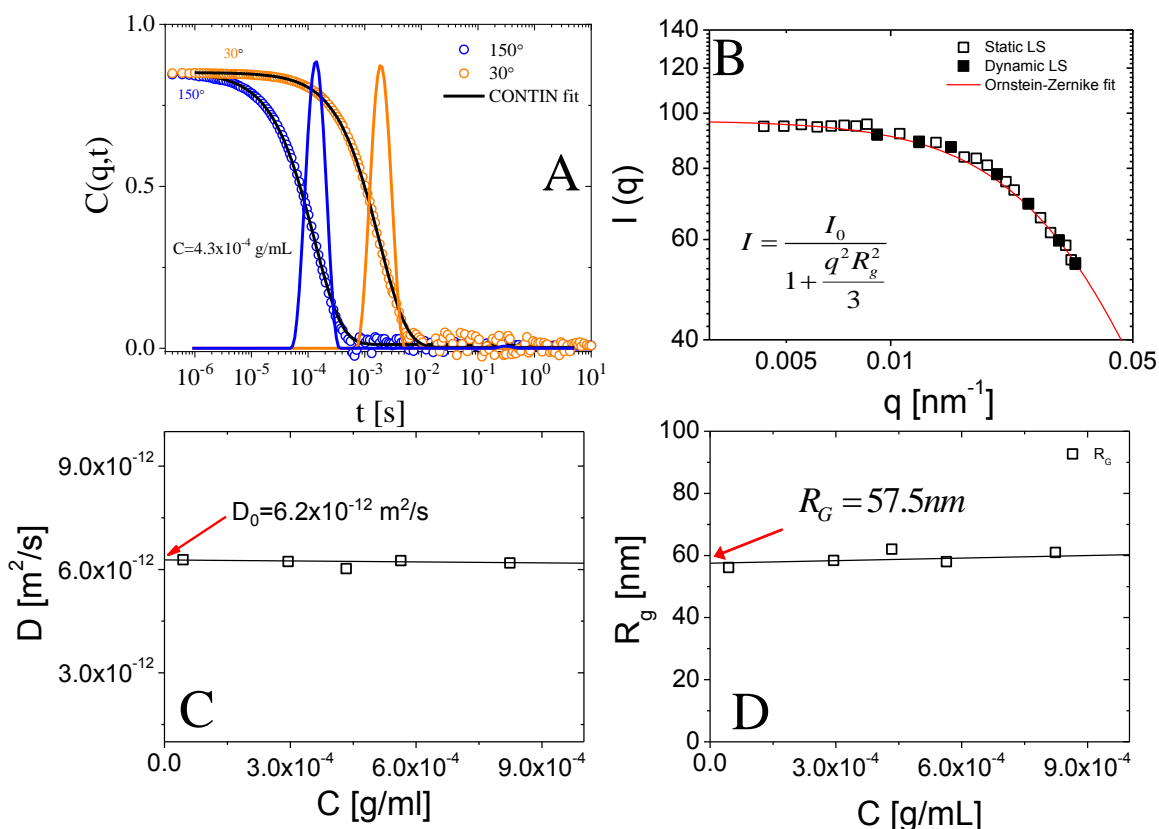 1.0
0.5
0.0
C(q,t)
30°
150°
150°
30°
CONTIN fit
A
C=4.3x10⁻⁴ g/mL
10⁻⁶ 10⁻⁵ 10⁻⁴ 10⁻³ 10⁻² 10⁻¹ 10⁰ 10¹
t [s]
140
120
100
80
60
40
I (q)
B
Static LS
Dynamic LS
Ornstein-Zernike fit
I = I₀ / (1 + q² R_g² / 3)
0.005 0.01 0.05
q [nm⁻¹]
9.0x10⁻¹²
6.0x10⁻¹²
3.0x10⁻¹²
D [m²/s]
D₀=6.2x10⁻¹² m²/s
C
0.0 3.0x10⁻⁴ 6.0x10⁻⁴ 9.0x10⁻⁴
C [g/ml]
100
80
60
40
20
0
R_g [nm]
R_G
R_G = 57.5nm
D
0.0 3.0x10⁻⁴ 6.0x10⁻⁴ 9.0x10⁻⁴
C [g/mL]